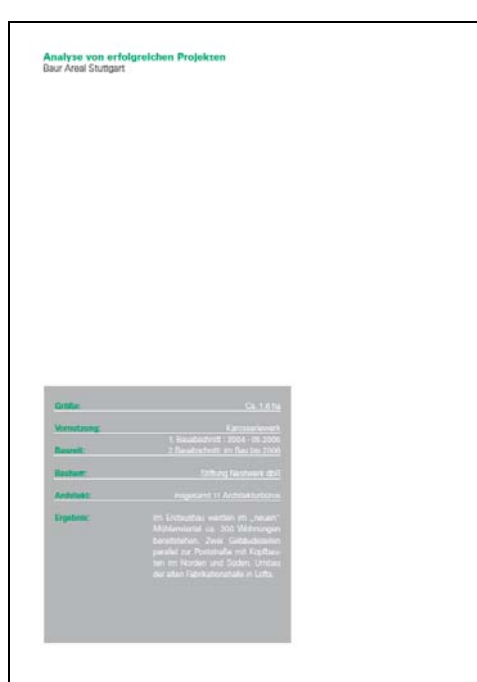 Analyse von erfolgreichen Projekten
Baur Areal Stuttgart
Größe: Ca. 1.6 ha
Vornutzung: Karosseriewerk
1. Bauabschnitt : 2004 - 06.2006
Bauzeit: 2.Bauabschnitt: im Bau bis 2008
Bauherr: Stiftung Nestwerk
Architekt: insgesamt 11 Architekturbüros
Ergebnis: Im Endausbau werden im „neuen“
Mühlenviertel ca. 200 Wohnungen
bereitstehen. Zwei Gebäudezeilen
parallel zur Poststraße mit Kopfbau-
ten im Norden und Süden. Umbau
der alten Fabrikationshalle in Lofts.